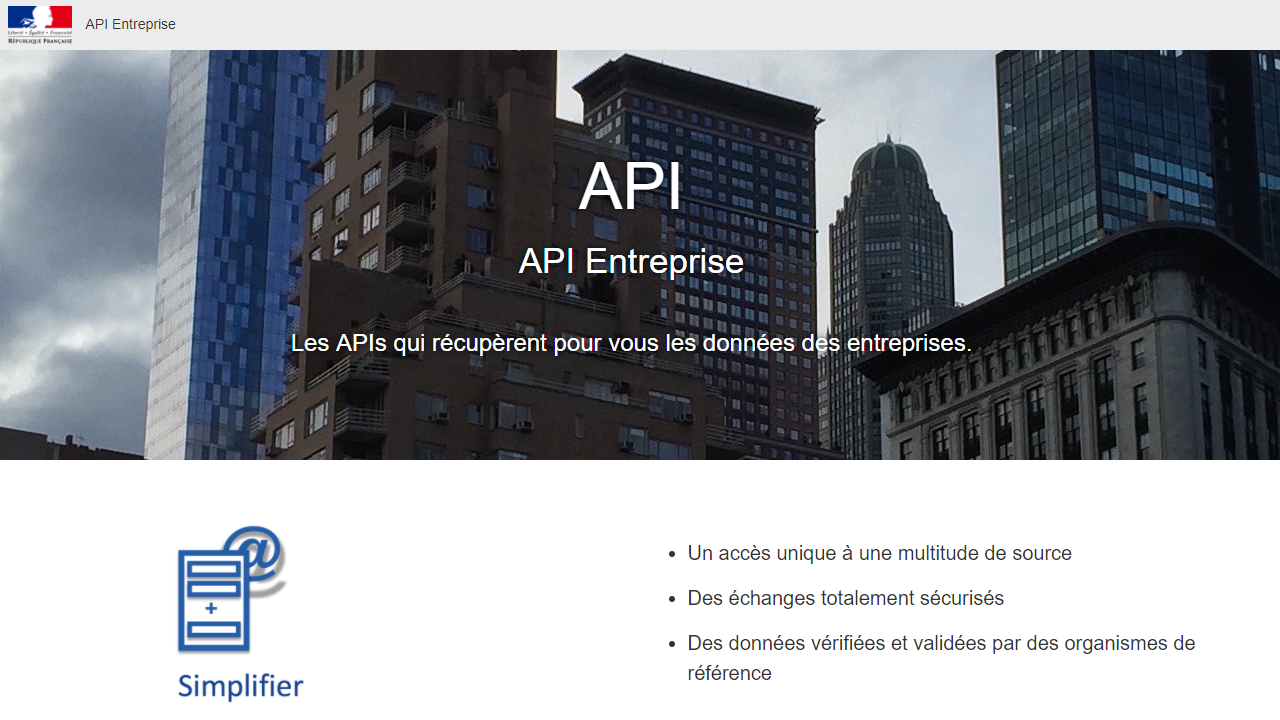 Liberté • Égalité • Fraternité
RÉPUBLIQUE FRANÇAISE
API Entreprise
API
API Entreprise
Les APIs qui récupèrent pour vous les données des entreprises.
@
+
Simplifier
• Un accès unique à une multitude de source
• Des échanges totalement sécurisés
• Des données vérifiées et validées par des organismes de
référence